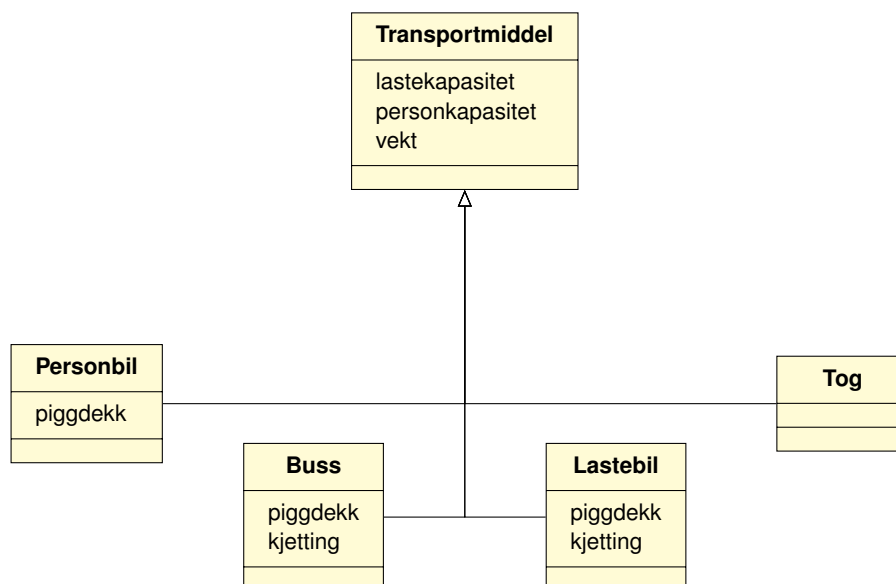 Transportmiddel
lastekapasitet
personkapasitet
vekt
Personbil
piggdekk
Tog
Buss
piggdekk
kjetting
Lastebil
piggdekk
kjetting